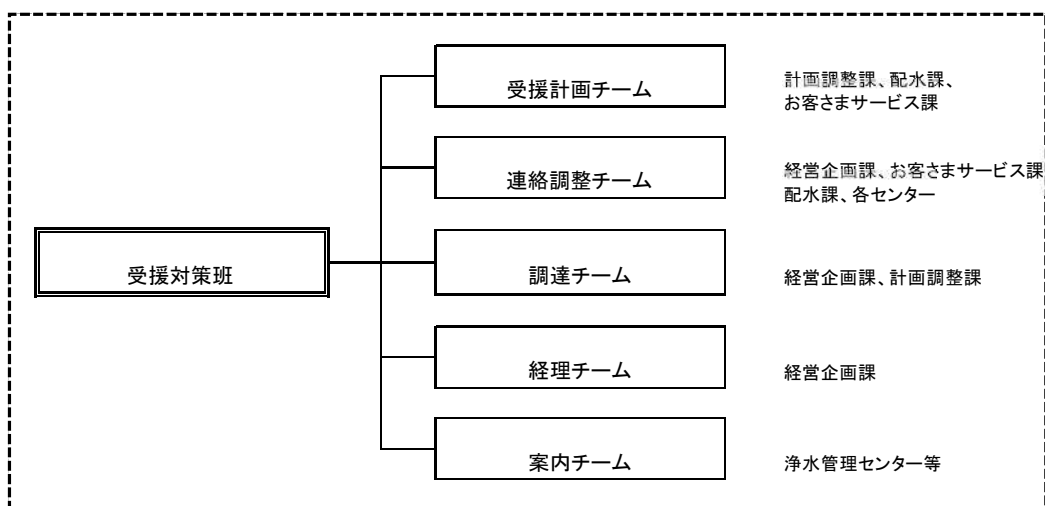 受援計画チーム
計画調整課、配水課、
お客さまサービス課
連絡調整チーム
経営企画課、お客さまサービス課
配水課、各センター
受援対策班
調達チーム
経営企画課、計画調整課
経理チーム
経営企画課
案内チーム
浄水管理センター等